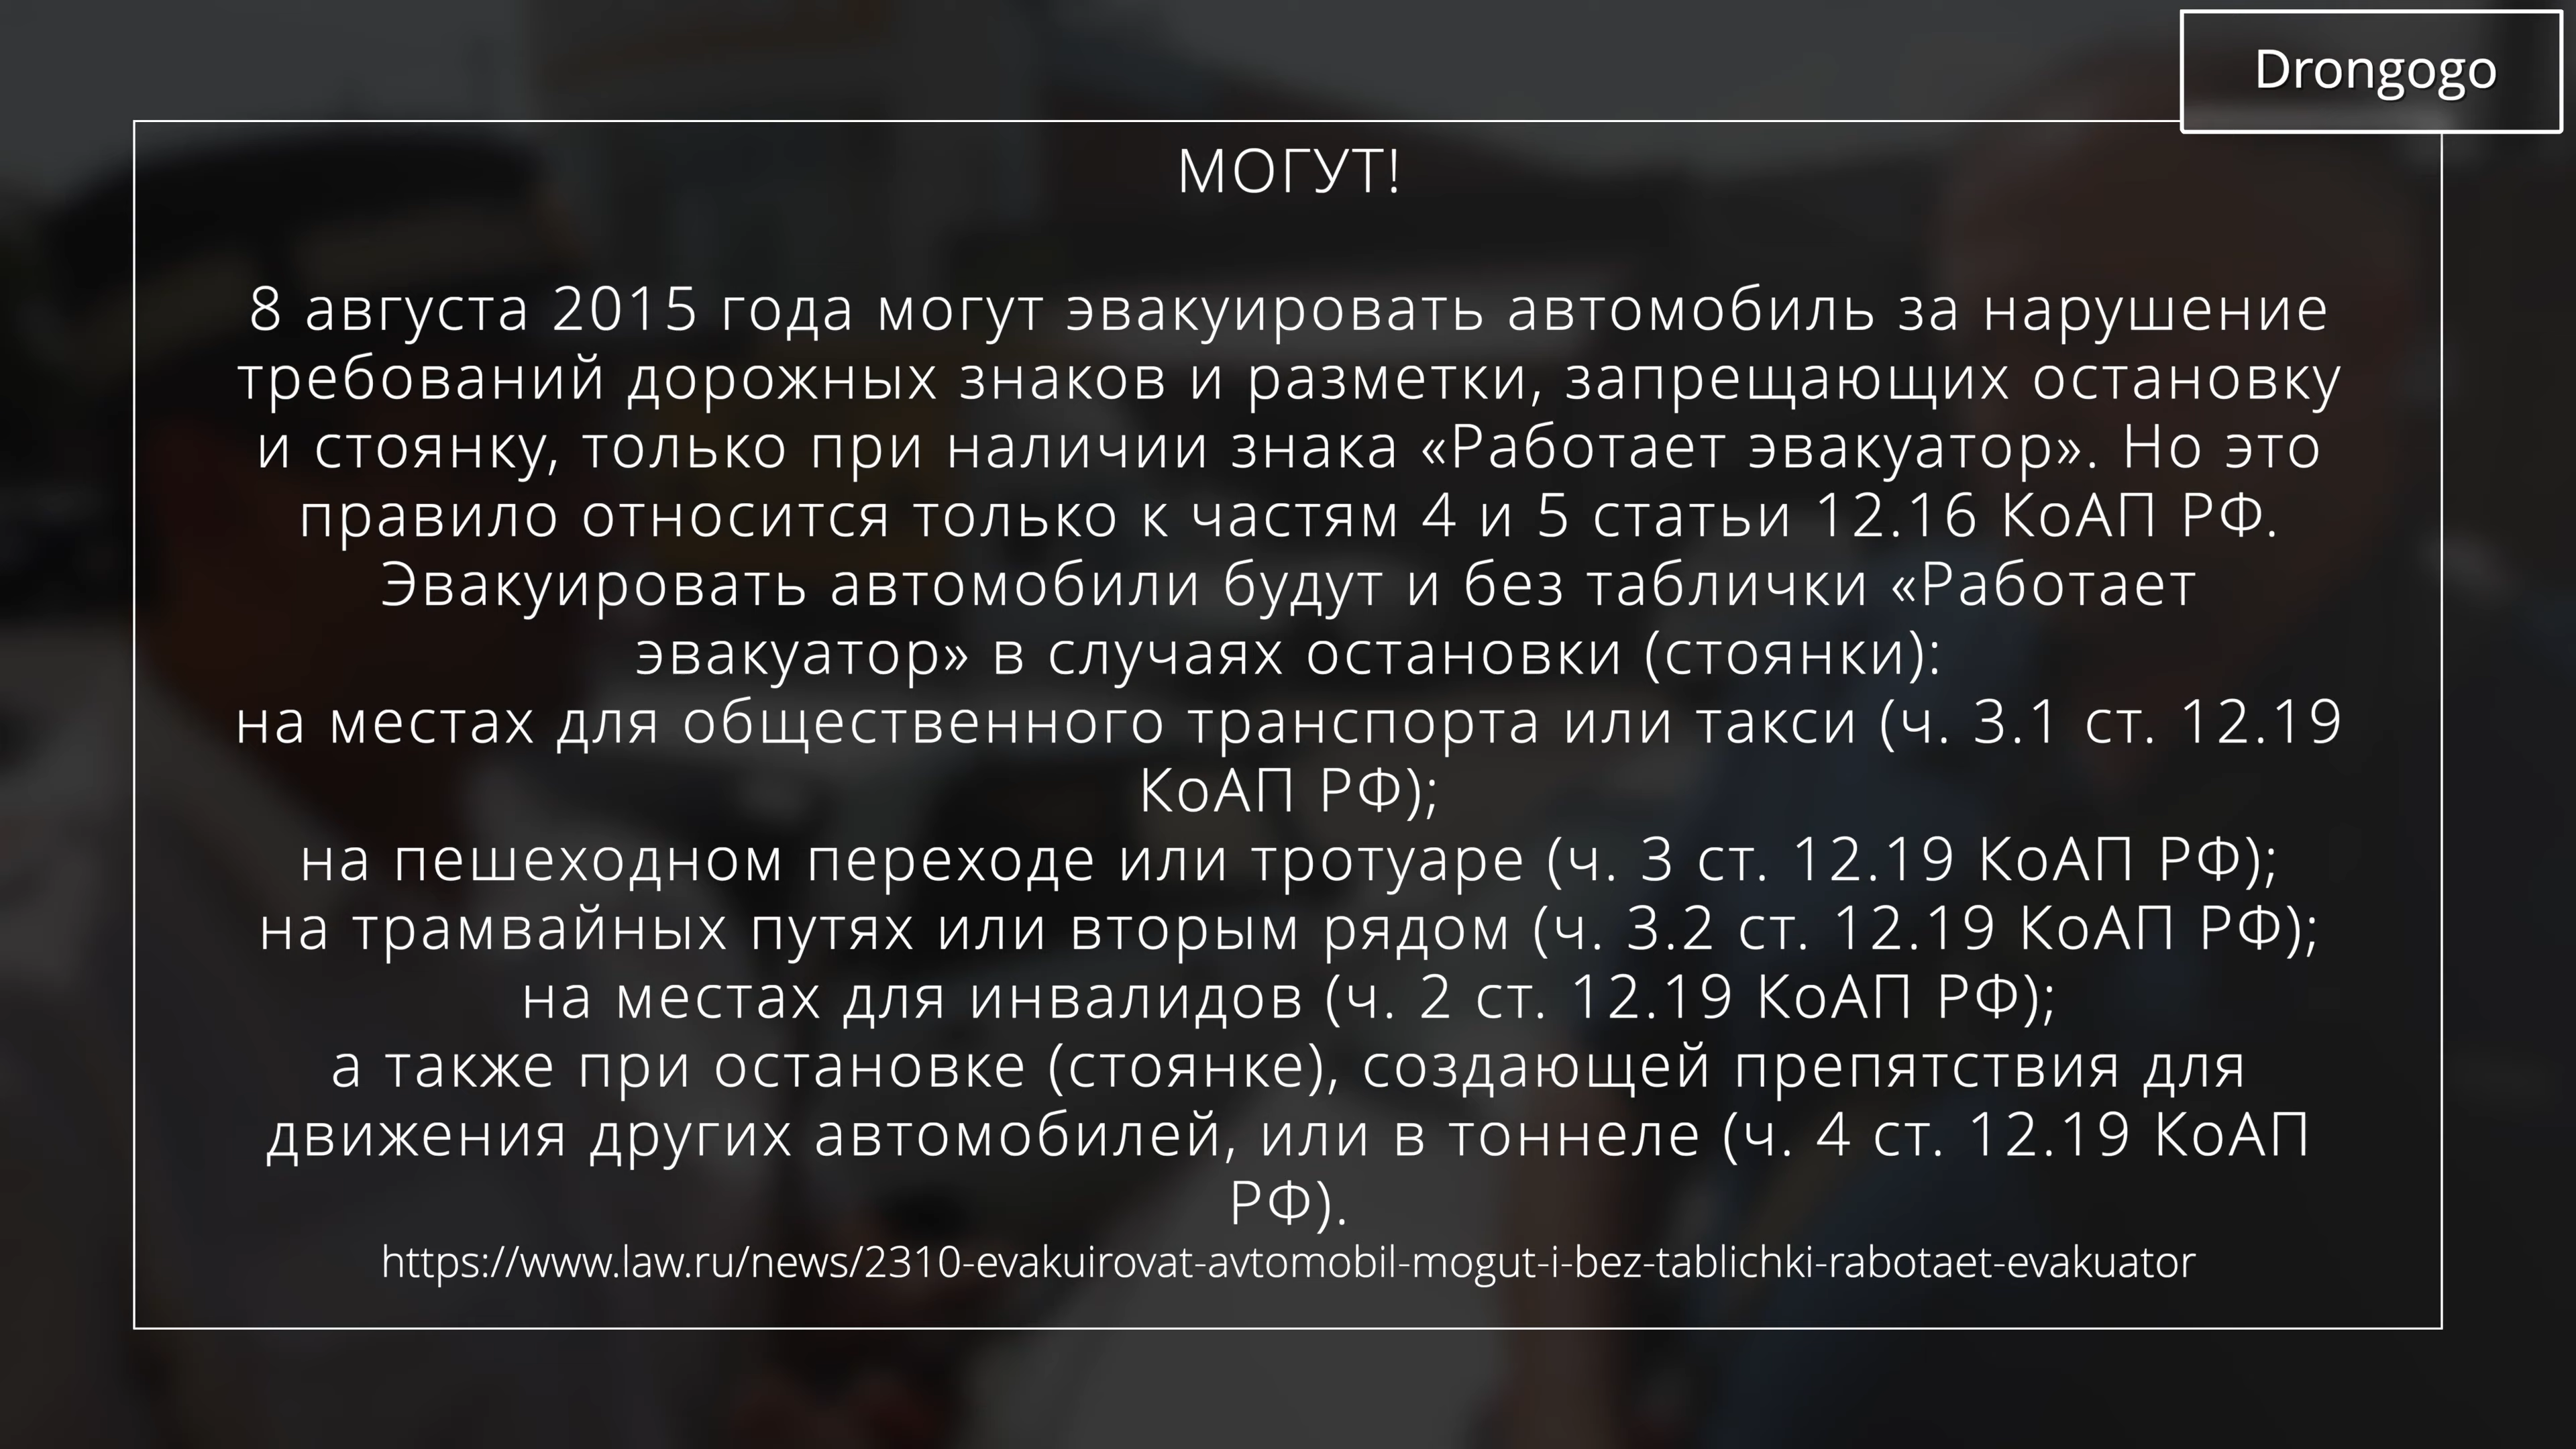 Drongogo
МОГУТ!
8 августа 2015 года могут эвакуировать автомобиль за нарушение
требований дорожных знаков и разметки, запрещающих остановку
и стоянку, только при наличии знака «Работает эвакуатор». Но это
правило относится только к частям 4 и 5 статьи 12.16 КоАП РФ.
Эвакуировать автомобили будут и без таблички «Работает
эвакуатор» в случаях остановки (стоянки):
на местах для общественного транспорта или такси (ч. 3.1 ст. 12.19
КоАП РФ);
на пешеходном переходе или тротуаре (ч. 3 ст. 12.19 КоАП РФ);
на трамвайных путях или вторым рядом (ч. 3.2 ст. 12.19 КоАП РФ);
на местах для инвалидов (ч. 2 ст. 12.19 КоАП РФ);
а также при остановке (стоянке), создающей препятствия для
движения других автомобилей, или в тоннеле (ч. 4 ст. 12.19 КоАП
РФ).
https://www.law.ru/news/2310-evakuirovat-avtomobil-mogut-i-bez-tablichki-rabotaet-evakuator